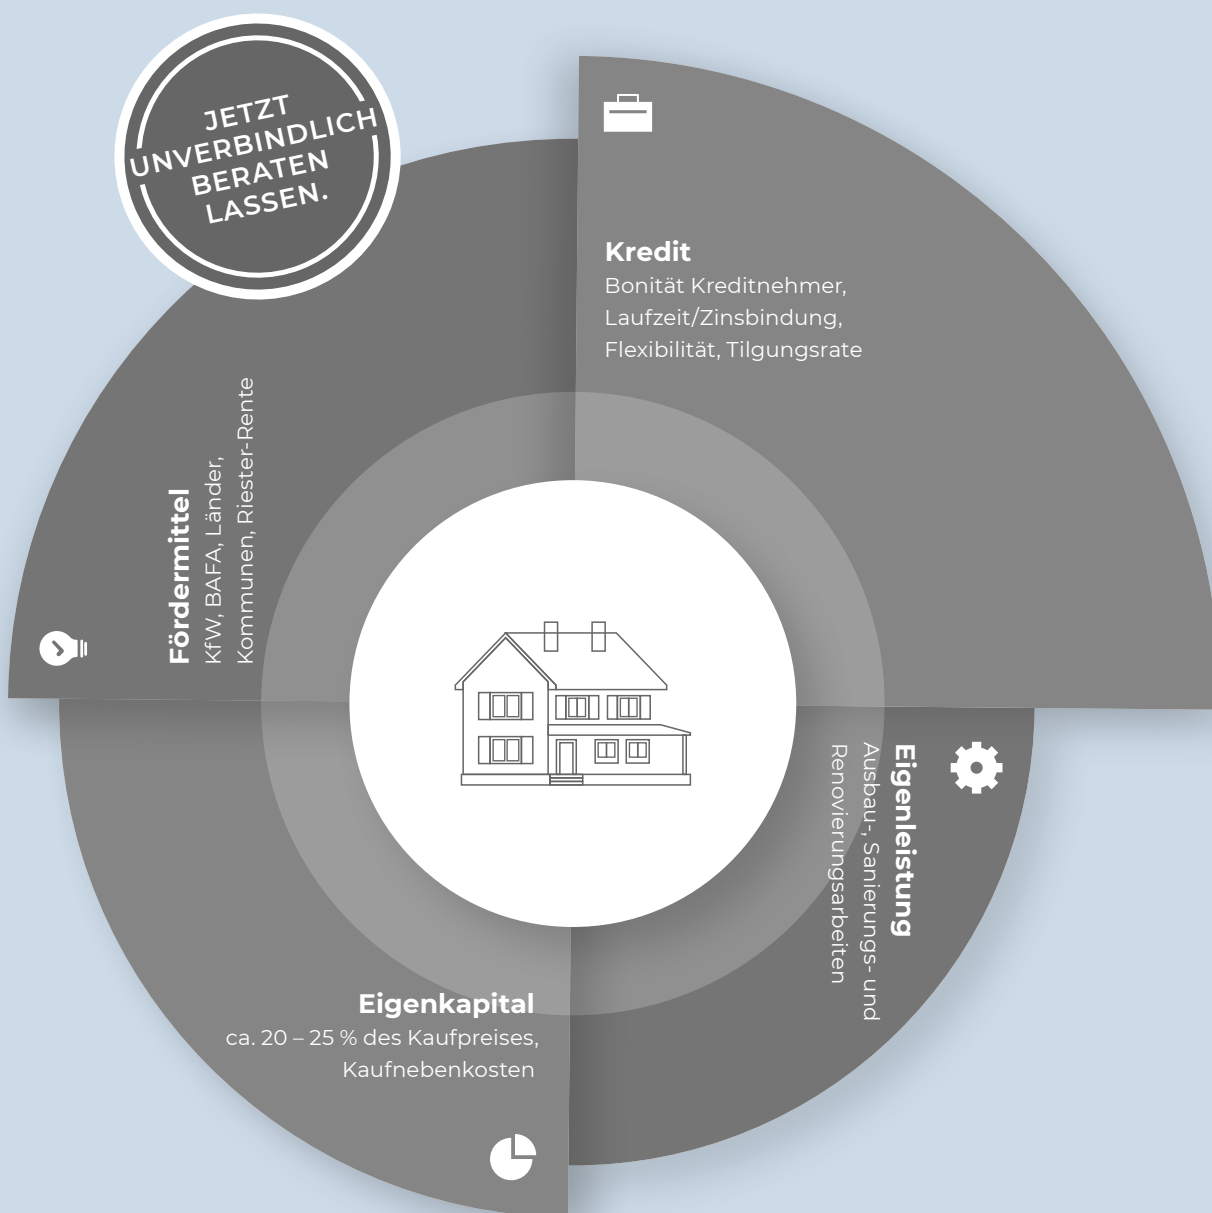 JETZT
UNVERBINDLICH
BERATEN
LASSEN.
Kredit
Bonität Kreditnehmer,
Laufzeit/Zinsbindung,
Flexibilität, Tilgungsrate
Fördermittel
KfW, BAFA, Länder,
Kommunen, Riester-Rente
Eigenleistung
Ausbau-, Sanierungs- und
Renovierungsarbeiten
Eigenkapital
ca. 20 – 25 % des Kaufpreises,
Kaufnebenkosten